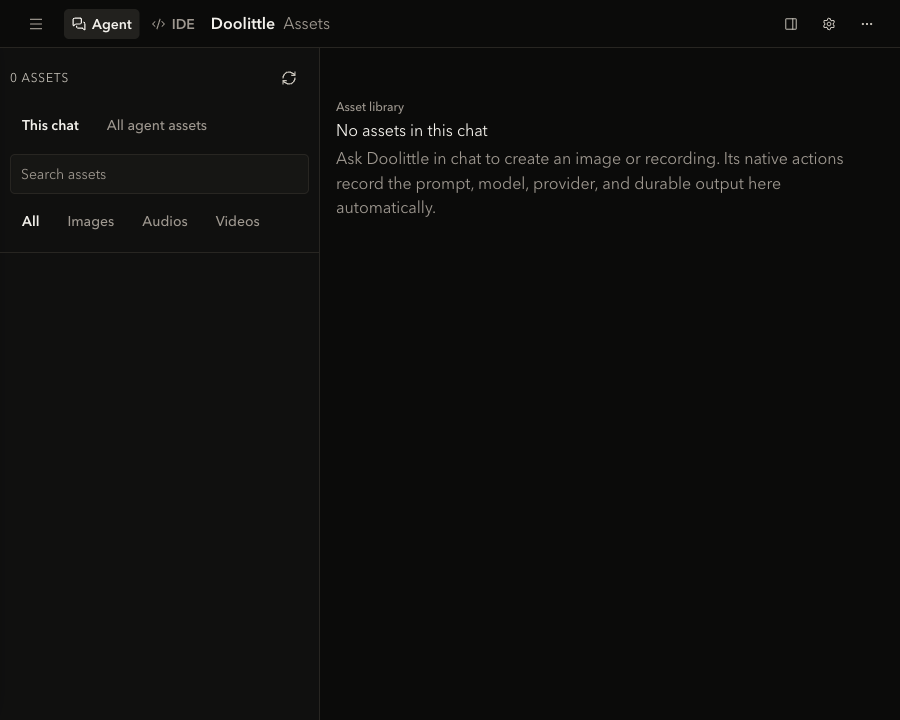 Agent
IDE
Doolittle Assets
0 ASSETS
This chat
All agent assets
Search assets
All
Images
Audios
Videos
Asset library
No assets in this chat
Ask Doolittle in chat to create an image or recording. Its native actions
record the prompt, model, provider, and durable output here
automatically.